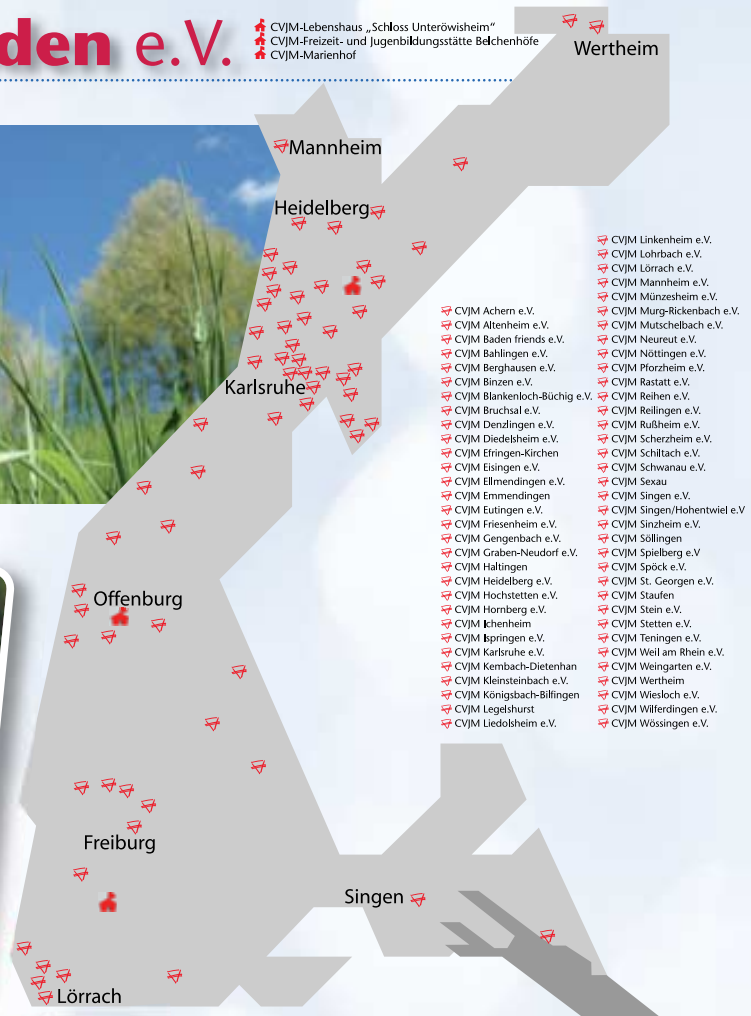 den e.V.
CVJM-Lebenshaus „Schloss Unteröwisheim“
CVJM-Freizeit- und Jugenbildungsstätte Belchenhöfe
CVJM-Marienhof
Wertheim
Mannheim
Heidelberg
Karlsruhe
Offenburg
Freiburg
Singen
Lörrach
CVJM Achern e.V.
CVJM Altenheim e.V.
CVJM Baden friends e.V.
CVJM Bahlingen e.V.
CVJM Berghausen e.V.
CVJM Binzen e.V.
CVJM Blankenloch-Büchig e.V.
CVJM Bruchsal e.V.
CVJM Denzlingen e.V.
CVJM Diedelsheim e.V.
CVJM Efringen-Kirchen
CVJM Eisingen e.V.
CVJM Ellmendingen e.V.
CVJM Emmendingen
CVJM Eutingen e.V.
CVJM Friesenheim e.V.
CVJM Gengenbach e.V.
CVJM Graben-Neudorf e.V.
CVJM Haltingen
CVJM Heidelberg e.V.
CVJM Hochstetten e.V.
CVJM Hornberg e.V.
CVJM Ichenheim
CVJM Ispringen e.V.
CVJM Karlsruhe e.V.
CVJM Kembach-Dietenhan
CVJM Kleinsteinbach e.V.
CVJM Königsbach-Bilfingen
CVJM Legelshurst
CVJM Liedolsheim e.V.
CVJM Linkenheim e.V.
CVJM Lohrbach e.V.
CVJM Lörrach e.V.
CVJM Mannheim e.V.
CVJM Münzesheim e.V.
CVJM Murg-Rickenbach e.V.
CVJM Mutschelbach e.V.
CVJM Neureut e.V.
CVJM Nöttingen e.V.
CVJM Pforzheim e.V.
CVJM Rastatt e.V.
CVJM Reihen e.V.
CVJM Reilingen e.V.
CVJM Rußheim e.V.
CVJM Scherzheim e.V.
CVJM Schiltach e.V.
CVJM Schwanau e.V.
CVJM Sexau
CVJM Singen e.V.
CVJM Singen/Hohentwiel e.V
CVJM Sinzheim e.V.
CVJM Söllingen
CVJM Spielberg e.V
CVJM Spöck e.V.
CVJM St. Georgen e.V.
CVJM Staufen
CVJM Stein e.V.
CVJM Stetten e.V.
CVJM Teningen e.V.
CVJM Weil am Rhein e.V.
CVJM Weingarten e.V.
CVJM Wertheim
CVJM Wiesloch e.V.
CVJM Wilferdingen e.V.
CVJM Wössingen e.V.